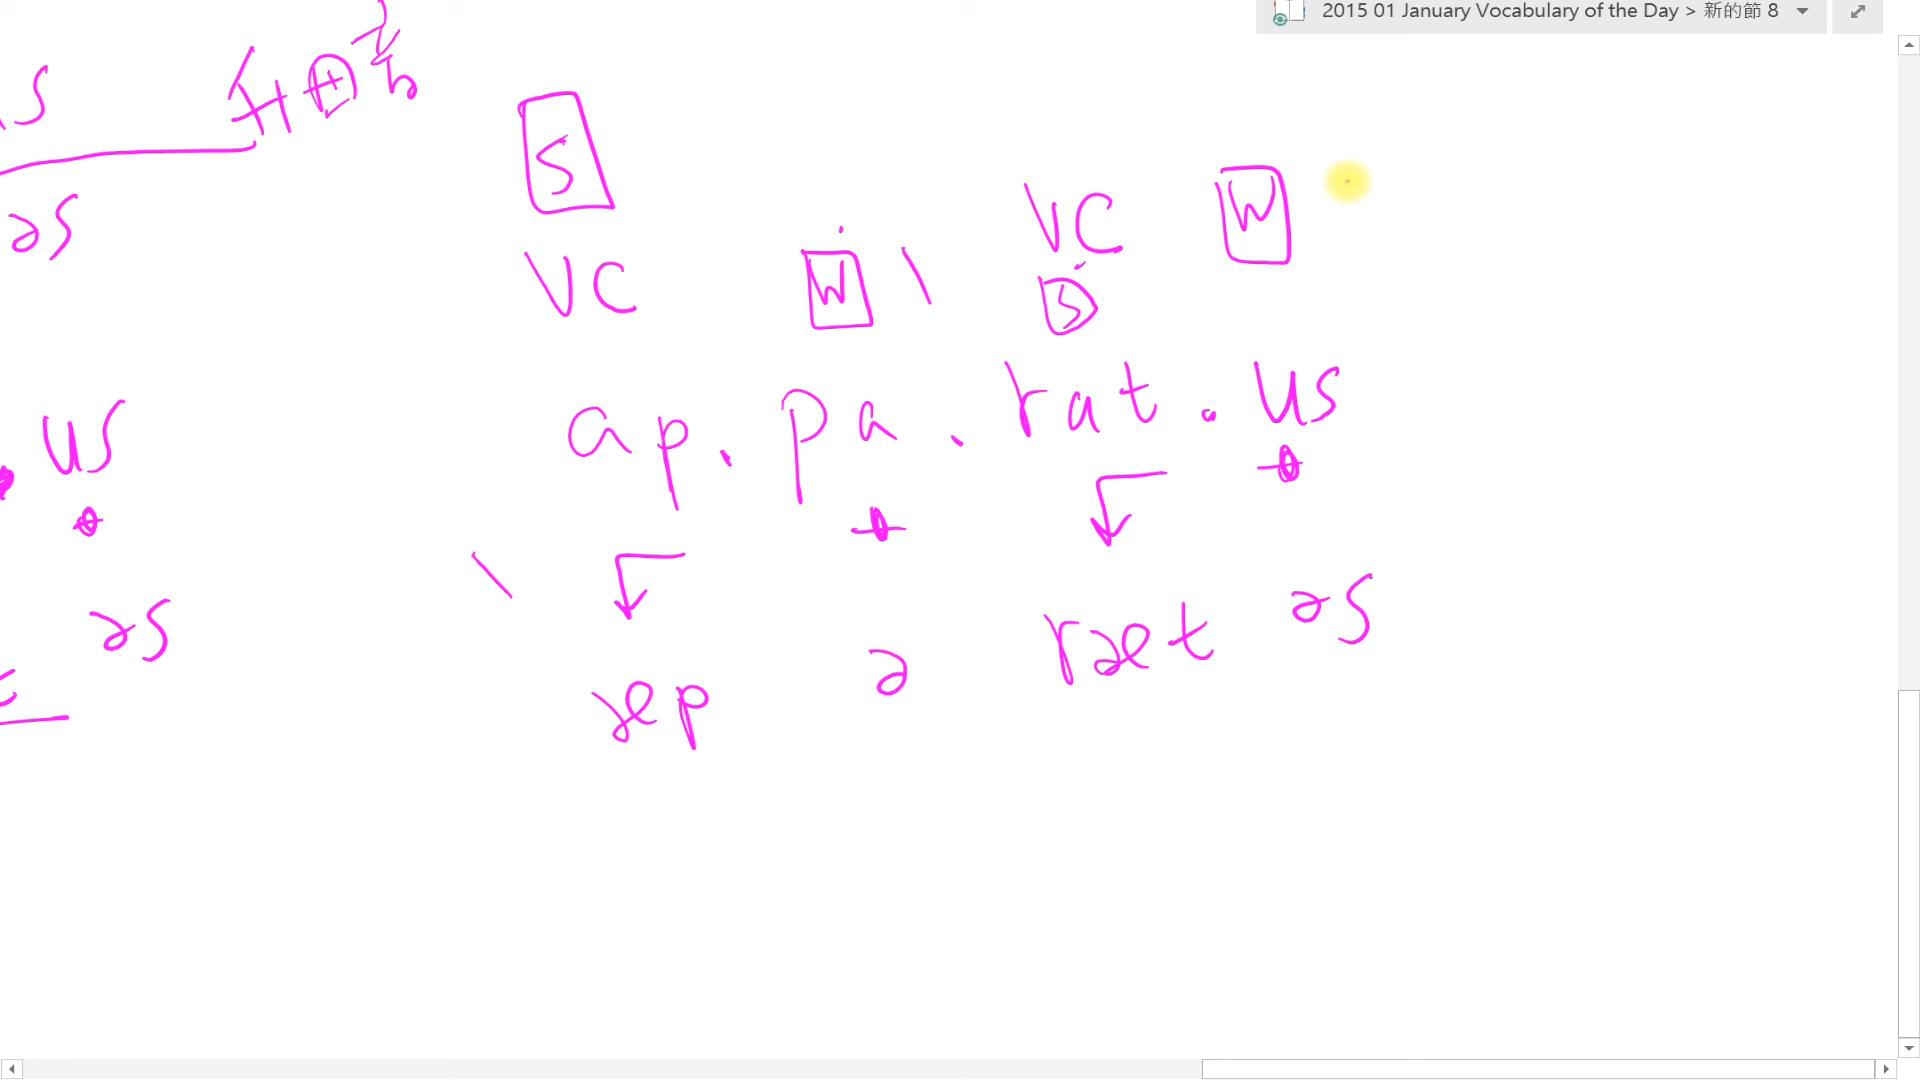 2015 01 January Vocabulary of the Day > 新的節 8
S
VC W \ VC W
S
ap. pa . rat . us
\ æp ə ræt əs
us
əs
əs